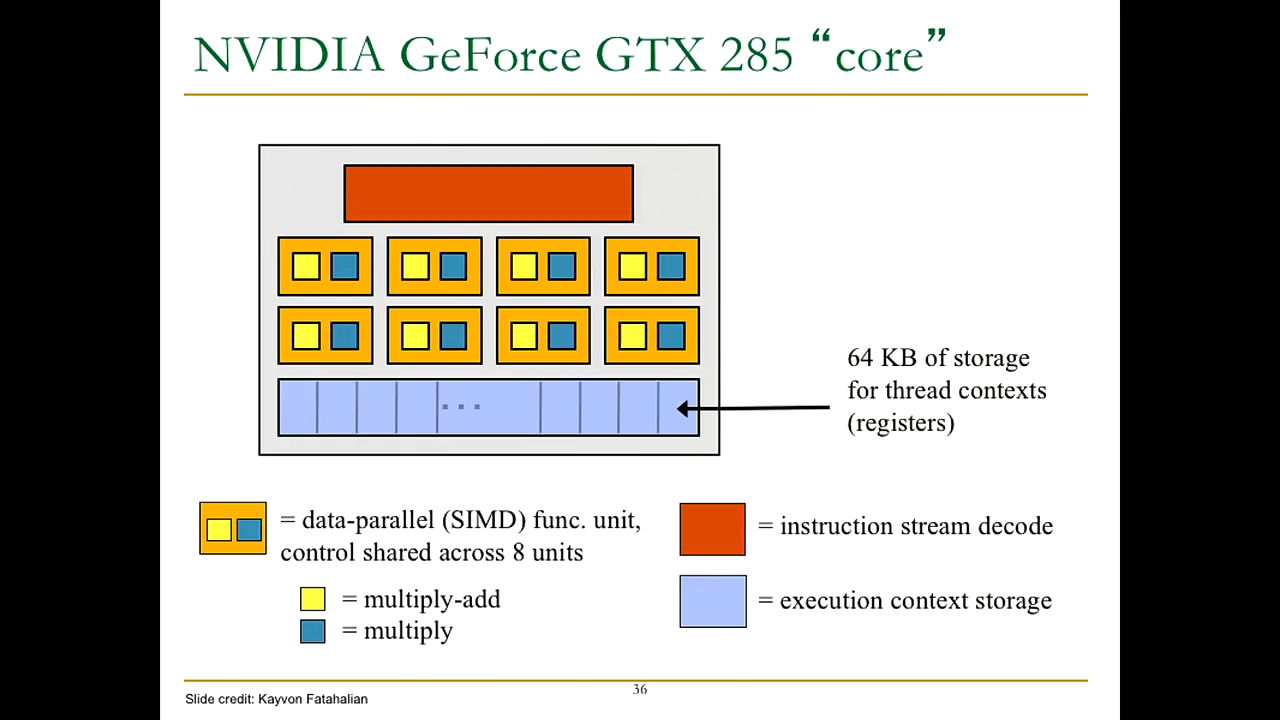 NVIDIA GeForce GTX 285 “core”
64 KB of storage
for thread contexts
(registers)
= data-parallel (SIMD) func. unit,
control shared across 8 units
= multiply-add
= multiply
= instruction stream decode
= execution context storage
Slide credit: Kayvon Fatahalian
36